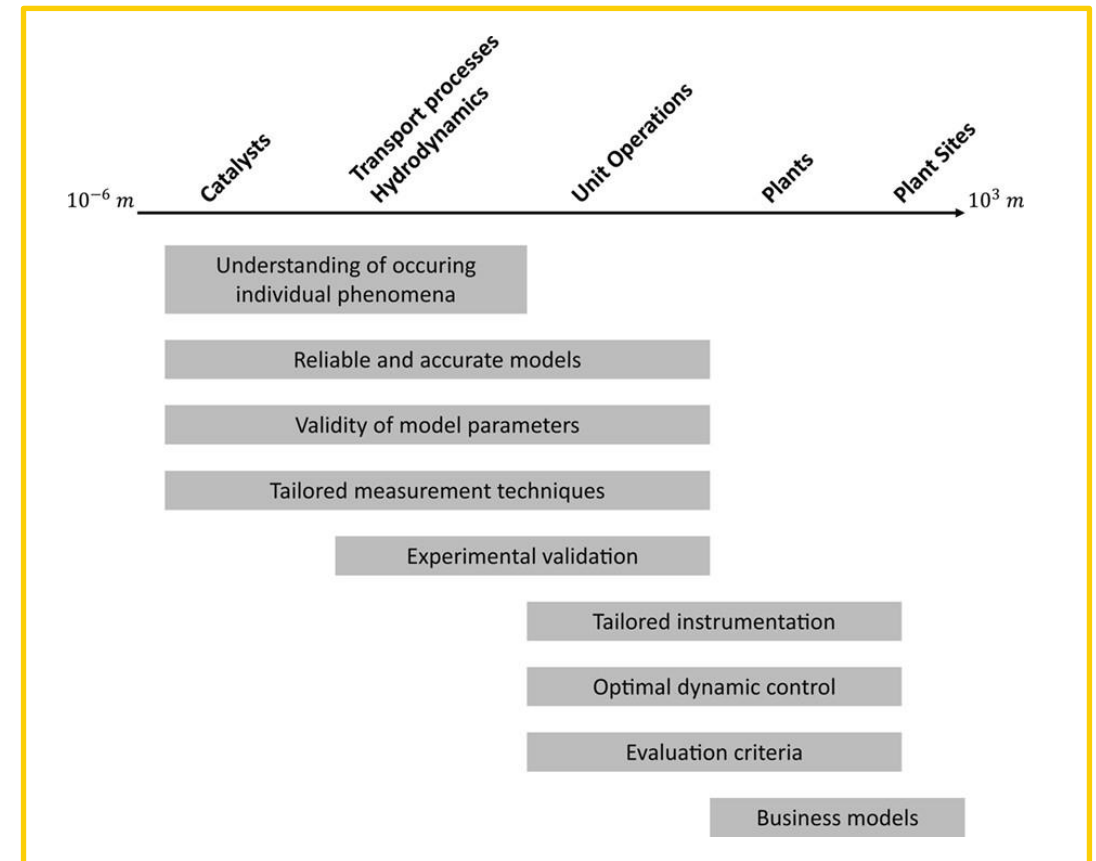 Catalysts
Transport processes
Hydrodynamics
Unit Operations
Plants
Plant Sites
10⁻⁶ m
10³ m
Understanding of occuring
individual phenomena
Reliable and accurate models
Validity of model parameters
Tailored measurement techniques
Experimental validation
Tailored instrumentation
Optimal dynamic control
Evaluation criteria
Business models